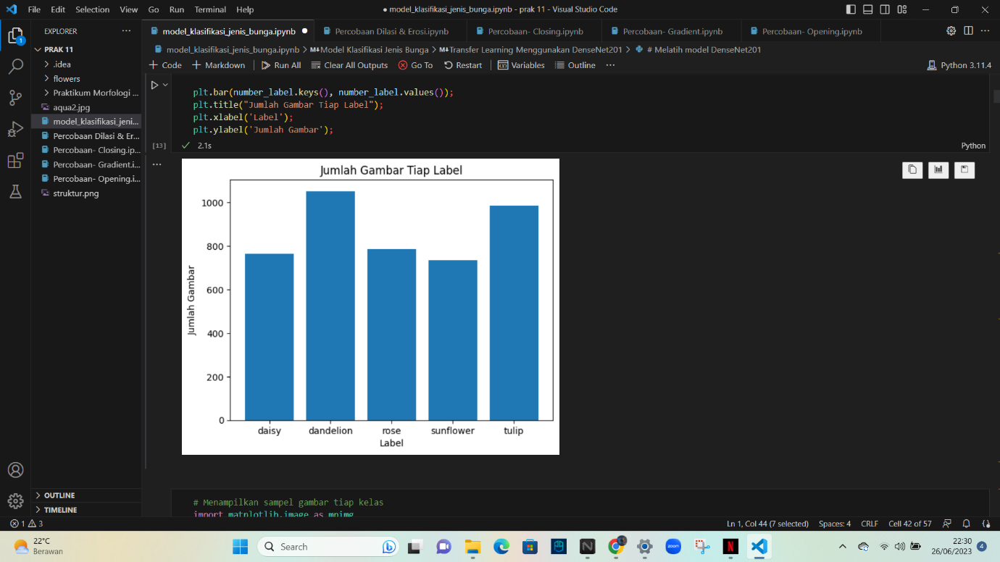 File Edit Selection View Go Run Terminal Help
● model_klasifikasi_jenis_bunga.ipynb - prak 11 - Visual Studio Code
EXPLORER
model_klasifikasi_jenis_bunga.ipynb
Percobaan Dilasi & Erosi.ipynb
Percobaan- Closing.ipynb
Percobaan- Gradient.ipynb
Percobaan- Opening.ipynb
1
PRAK 11
.idea
flowers
Praktikum Morfologi ...
aqua2.jpg
model_klasifikasi_jeni...
Percobaan Dilasi & Er...
Percobaan- Closing.ip...
Percobaan- Gradient.i...
Percobaan- Opening.i...
struktur.png
OUTLINE
TIMELINE
model_klasifikasi_jenis_bunga.ipynb > M↓Model Klasifikasi Jenis Bunga > M↓Transfer Learning Menggunakan DenseNet201 > # Melatih model DenseNet201
+ Code + Markdown Run All Clear All Outputs Go To Restart Variables Outline ...
Python 3.11.4
plt.bar(number_label.keys(), number_label.values());
plt.title("Jumlah Gambar Tiap Label");
plt.xlabel('Label');
plt.ylabel('Jumlah Gambar');
[13] ✓ 2.1s
Python
Jumlah Gambar Tiap Label
Jumlah Gambar
1000
800
600
400
200
0
daisy dandelion rose sunflower tulip
Label
# Menampilkan sampel gambar tiap kelas
import matplotlib.image as mpimg
1 3
Ln 1, Col 44 (7 selected) Spaces: 4 CRLF Cell 42 of 57
22°C
Berawan
Search
zoom
22:30
26/06/2023
4